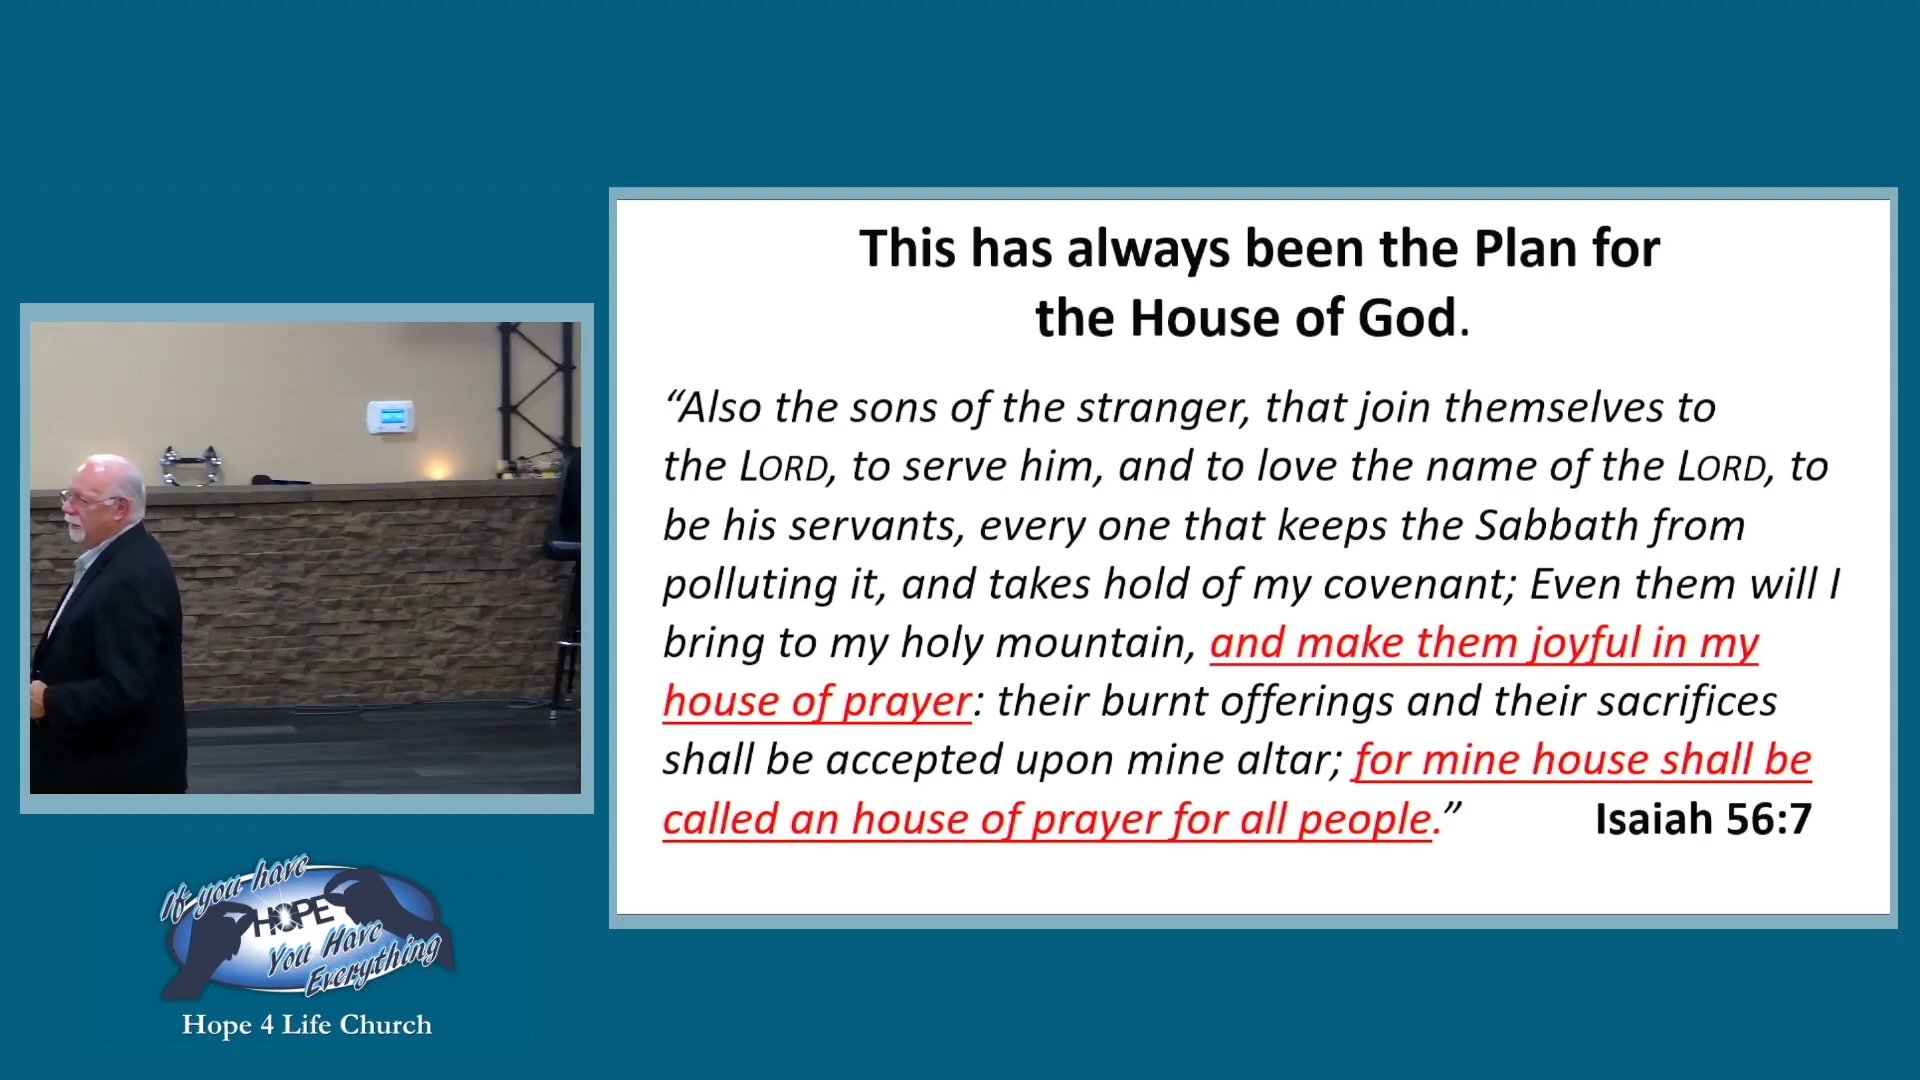 This has always been the Plan for
the House of God.
“Also the sons of the stranger, that join themselves to
the LORD, to serve him, and to love the name of the LORD, to
be his servants, every one that keeps the Sabbath from
polluting it, and takes hold of my covenant; Even them will I
bring to my holy mountain, and make them joyful in my
house of prayer: their burnt offerings and their sacrifices
shall be accepted upon mine altar; for mine house shall be
called an house of prayer for all people.” Isaiah 56:7
If you have
HOPE
You Have
Everything
Hope 4 Life Church